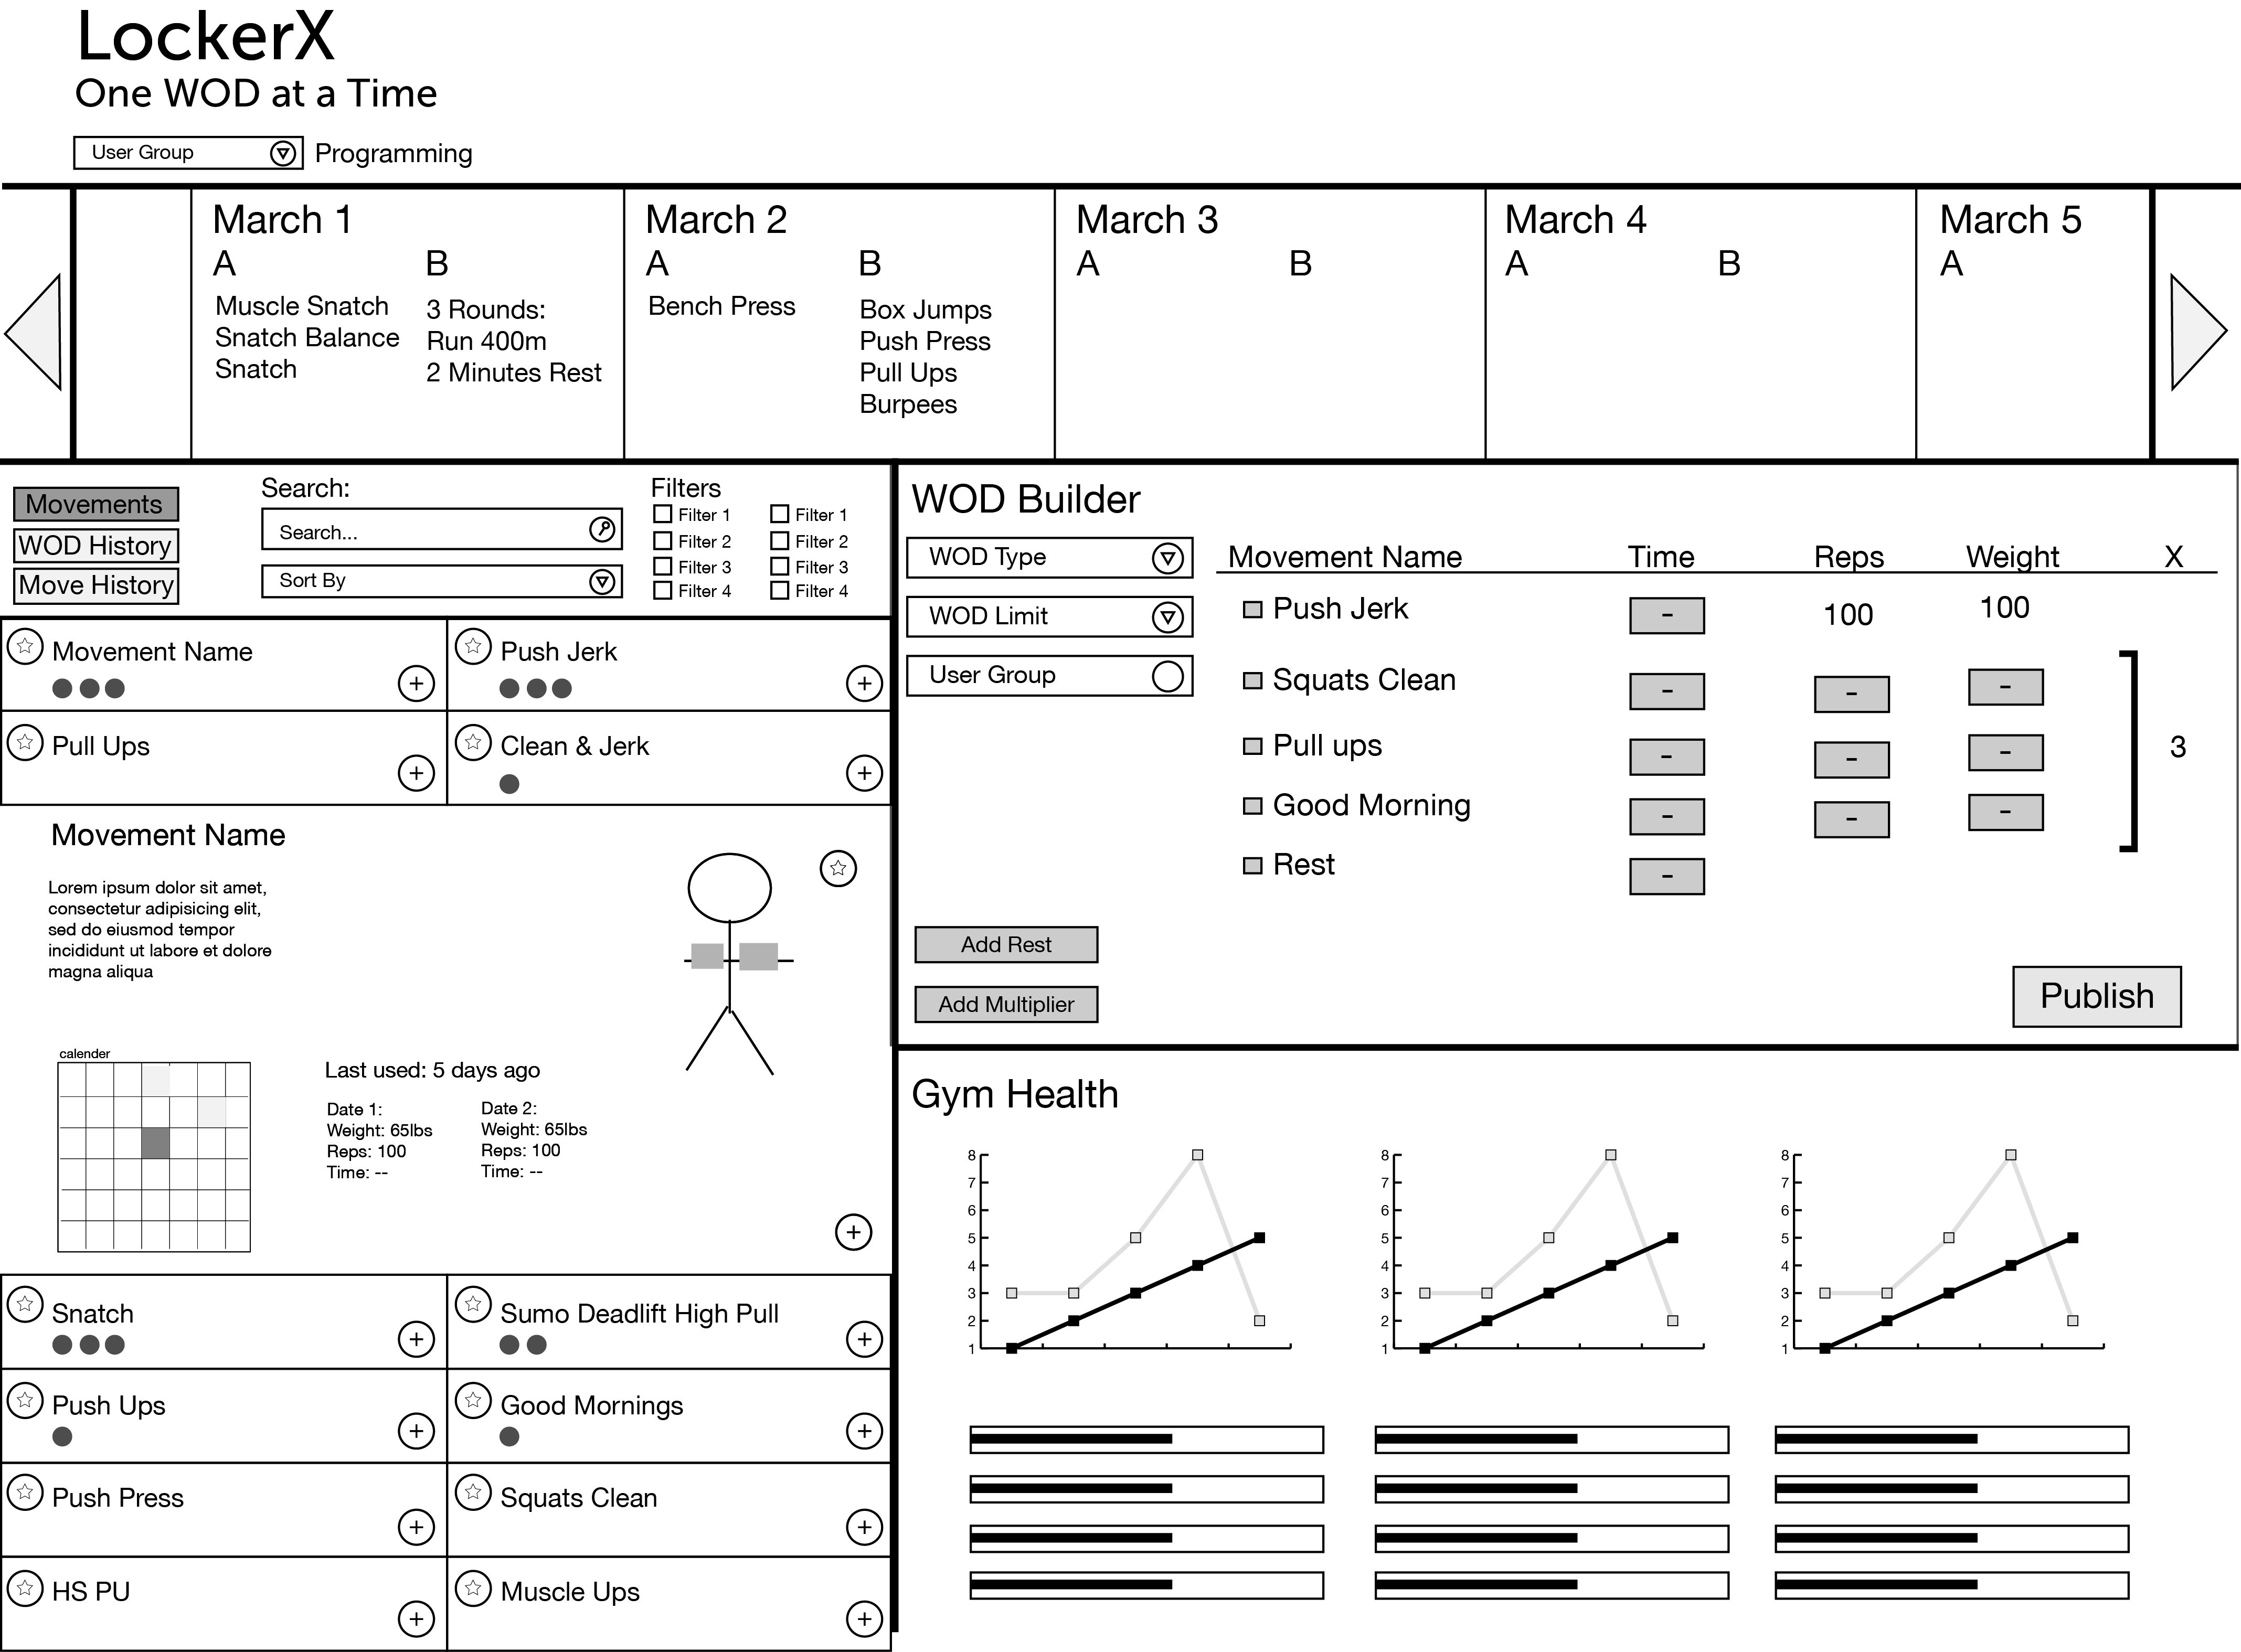 LockerX
One WOD at a Time
User Group
Programming
March 1
A
B
Muscle Snatch
Snatch Balance
Snatch
3 Rounds:
Run 400m
2 Minutes Rest
March 2
A
B
Bench Press
Box Jumps
Push Press
Pull Ups
Burpees
March 3
A
B
March 4
A
B
March 5
A
Movements
WOD History
Move History
Search:
Search...
Sort By
Filters
Filter 1
Filter 2
Filter 3
Filter 4
Filter 1
Filter 2
Filter 3
Filter 4
Movement Name
+
Push Jerk
+
Pull Ups
+
Clean & Jerk
+
Movement Name
Lorem ipsum dolor sit amet,
consectetur adipisicing elit,
sed do eiusmod tempor
incididunt ut labore et dolore
magna aliqua
calender
Last used: 5 days ago
Date 1:
Weight: 65lbs
Reps: 100
Time: --
Date 2:
Weight: 65lbs
Reps: 100
Time: --
+
Snatch
+
Sumo Deadlift High Pull
+
Push Ups
+
Good Mornings
+
Push Press
+
Squats Clean
+
HS PU
+
Muscle Ups
+
WOD Builder
WOD Type
WOD Limit
User Group
Add Rest
Add Multiplier
Movement Name Time Reps Weight X
Push Jerk - 100 100
Squats Clean - - -
Pull ups - - -
Good Morning - - -
Rest -
3
Publish
Gym Health
8
7
6
5
4
3
2
1
8
7
6
5
4
3
2
1
8
7
6
5
4
3
2
1